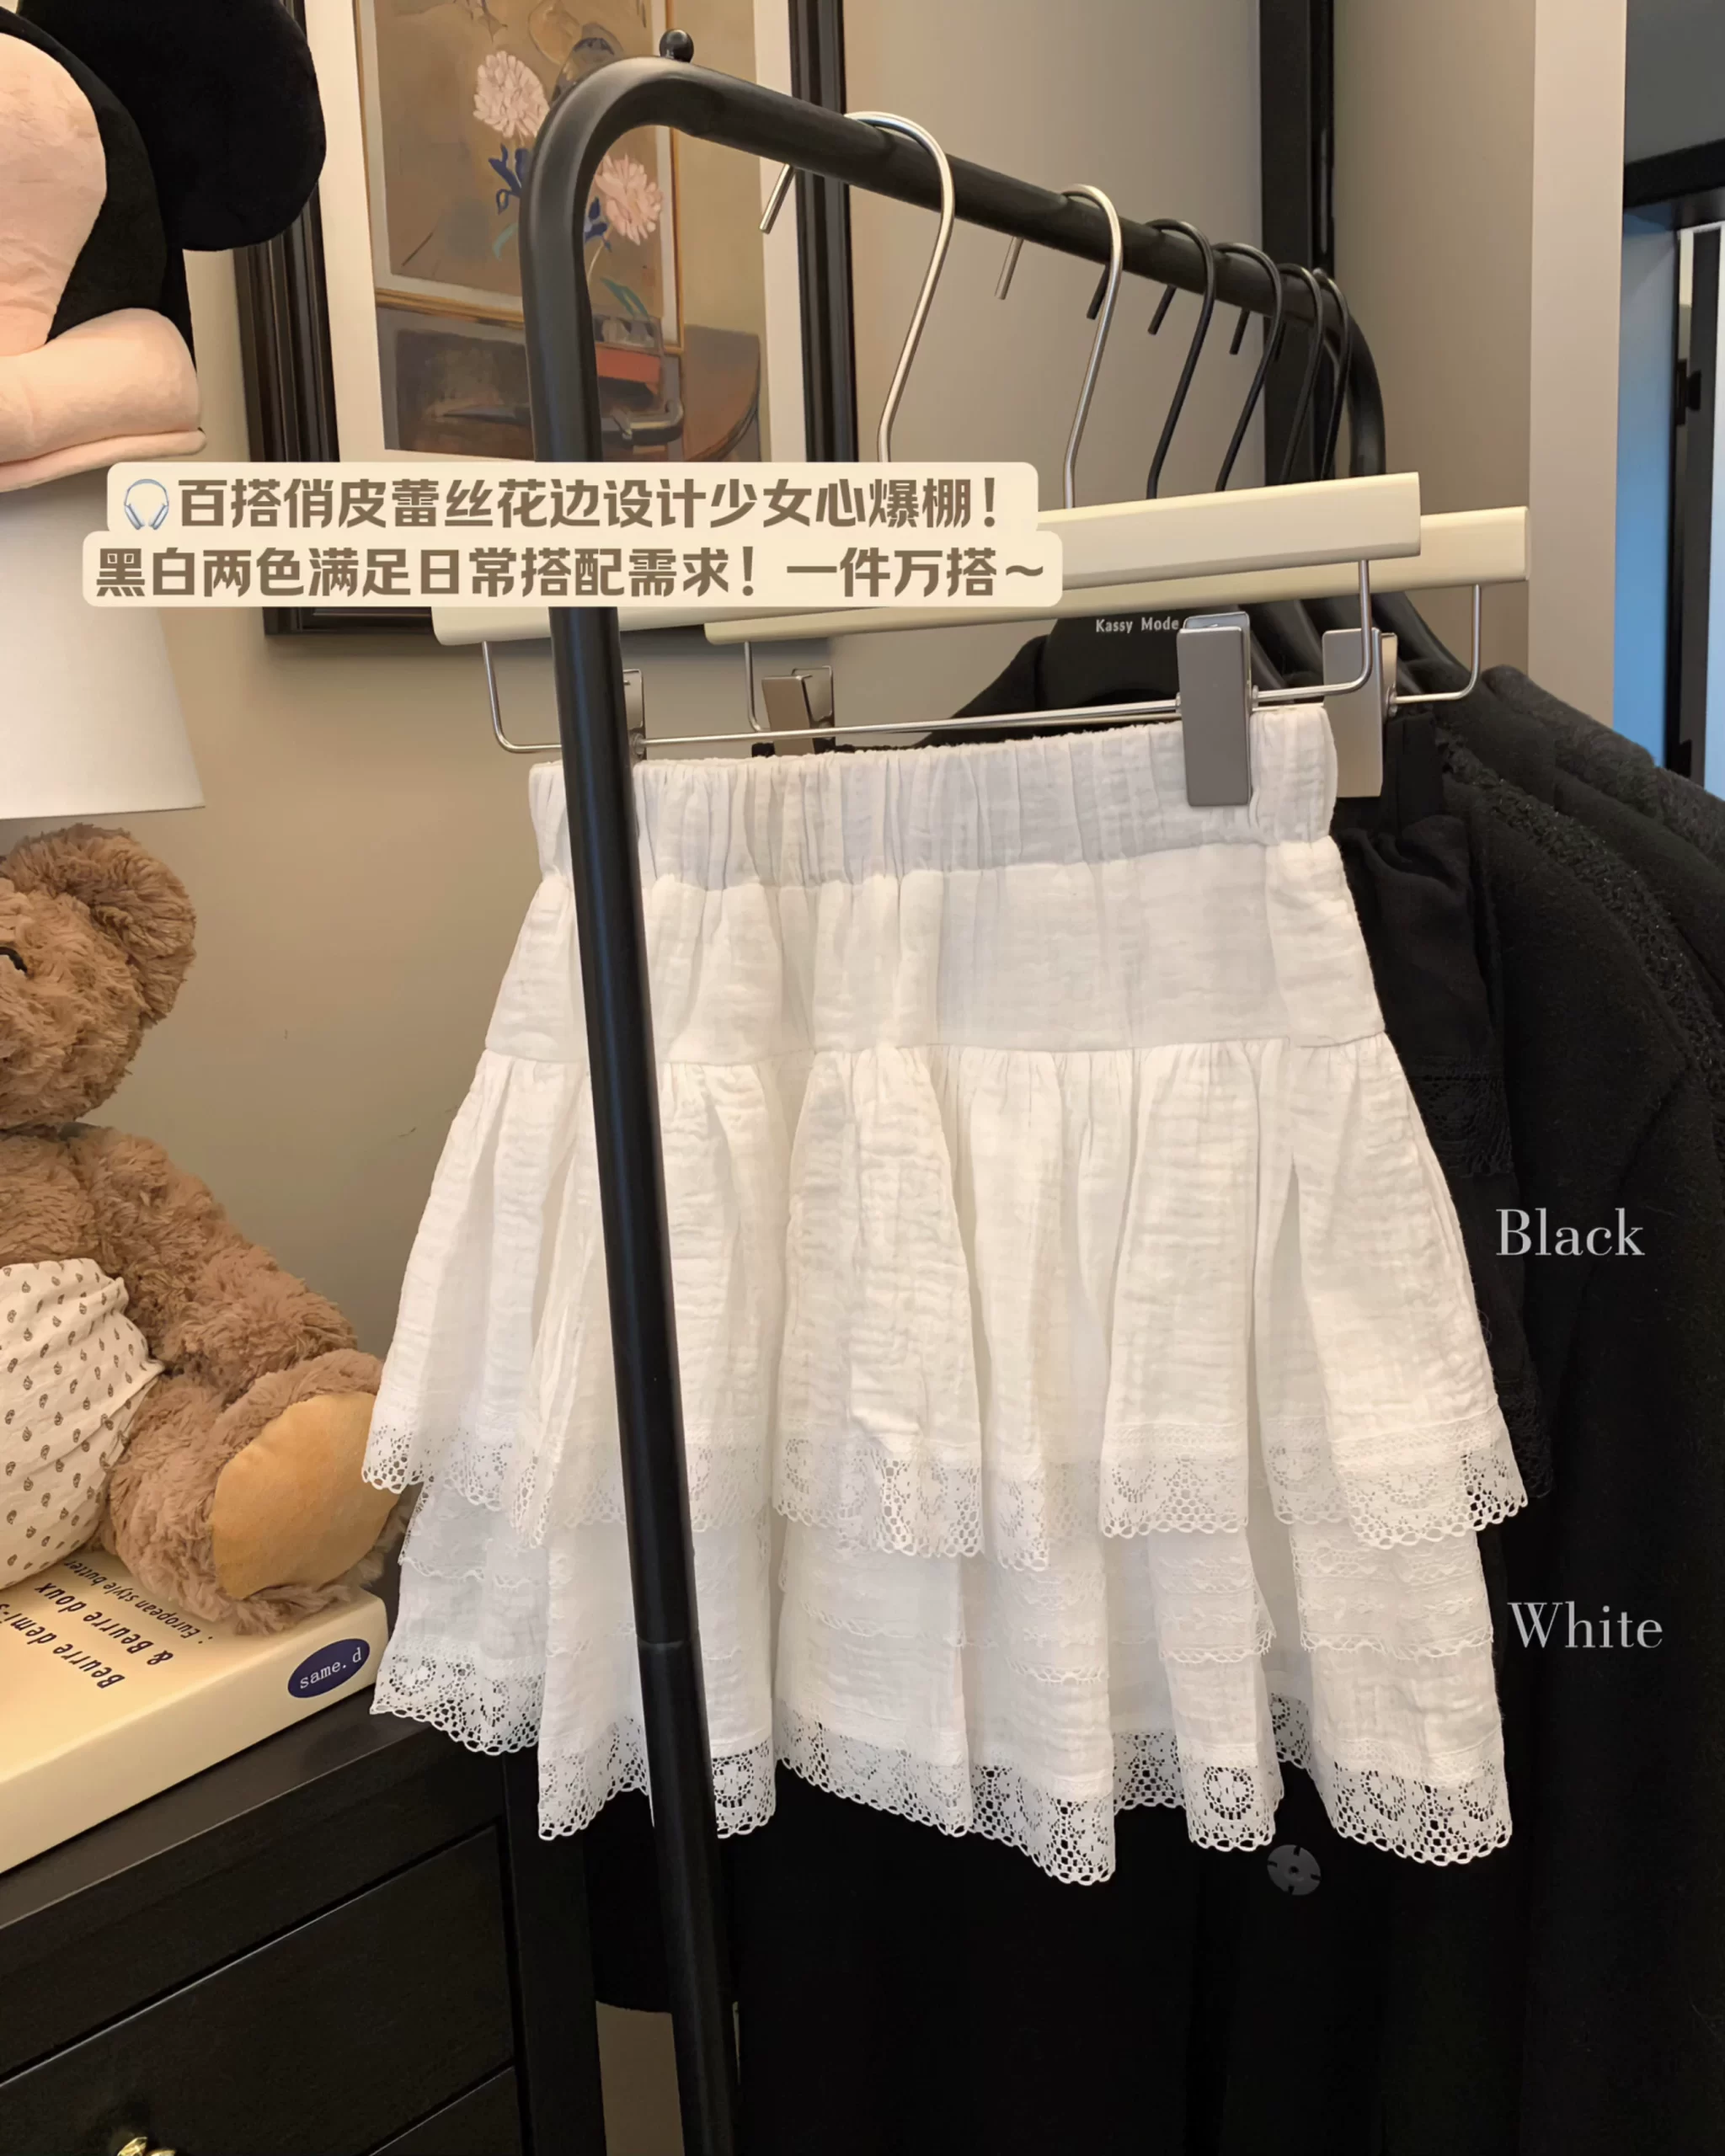 百搭俏皮蕾丝花边设计少女心爆棚！
黑白两色满足日常搭配需求！一件万搭～
Kassy Mode
Black
White
same.d
: European style butter
& Beurre doux
Beurre demi-s